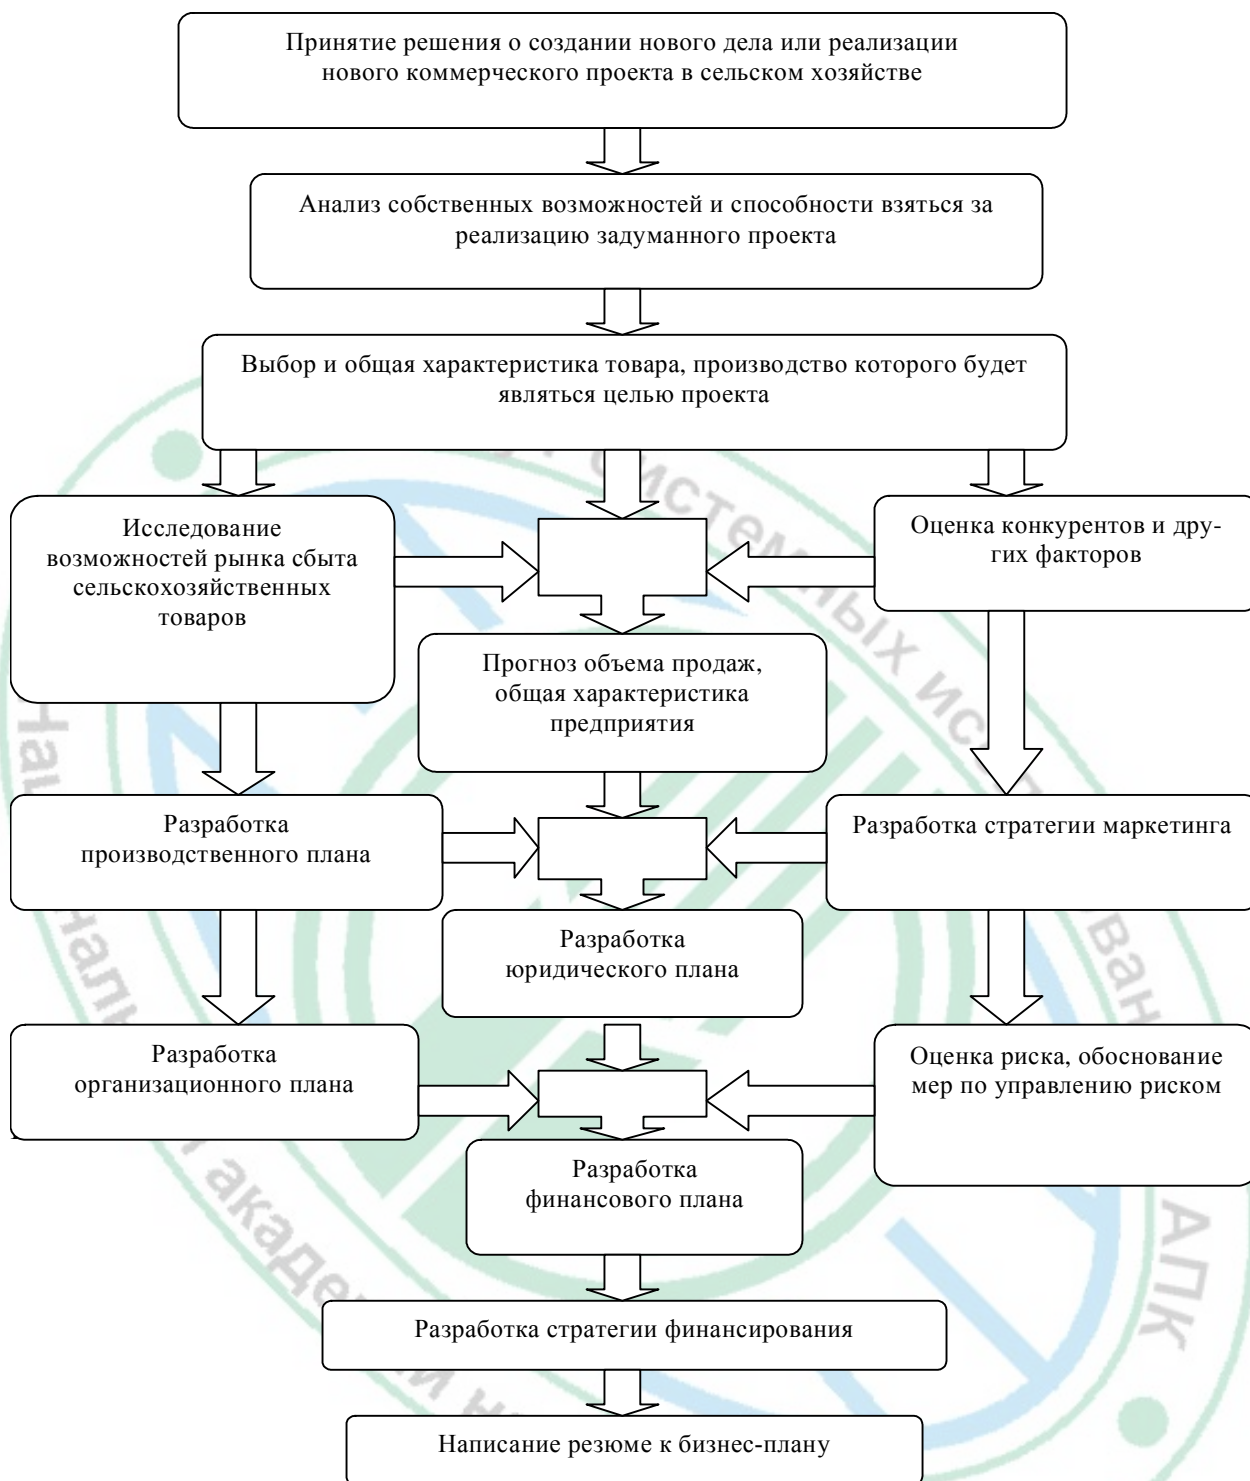 Принятие решения о создании нового дела или реализации
нового коммерческого проекта в сельском хозяйстве
Анализ собственных возможностей и способности взяться за
реализацию задуманного проекта
Выбор и общая характеристика товара, производство которого будет
являться целью проекта
Исследование
возможностей рынка сбыта
сельскохозяйственных
товаров
Оценка конкурентов и дру-
гих факторов
Прогноз объема продаж,
общая характеристика
предприятия
Разработка
производственного плана
Разработка стратегии маркетинга
Разработка
юридического плана
Разработка
организационного плана
Оценка риска, обоснование
мер по управлению риском
Разработка
финансового плана
Разработка стратегии финансирования
Написание резюме к бизнес-плану
АПК